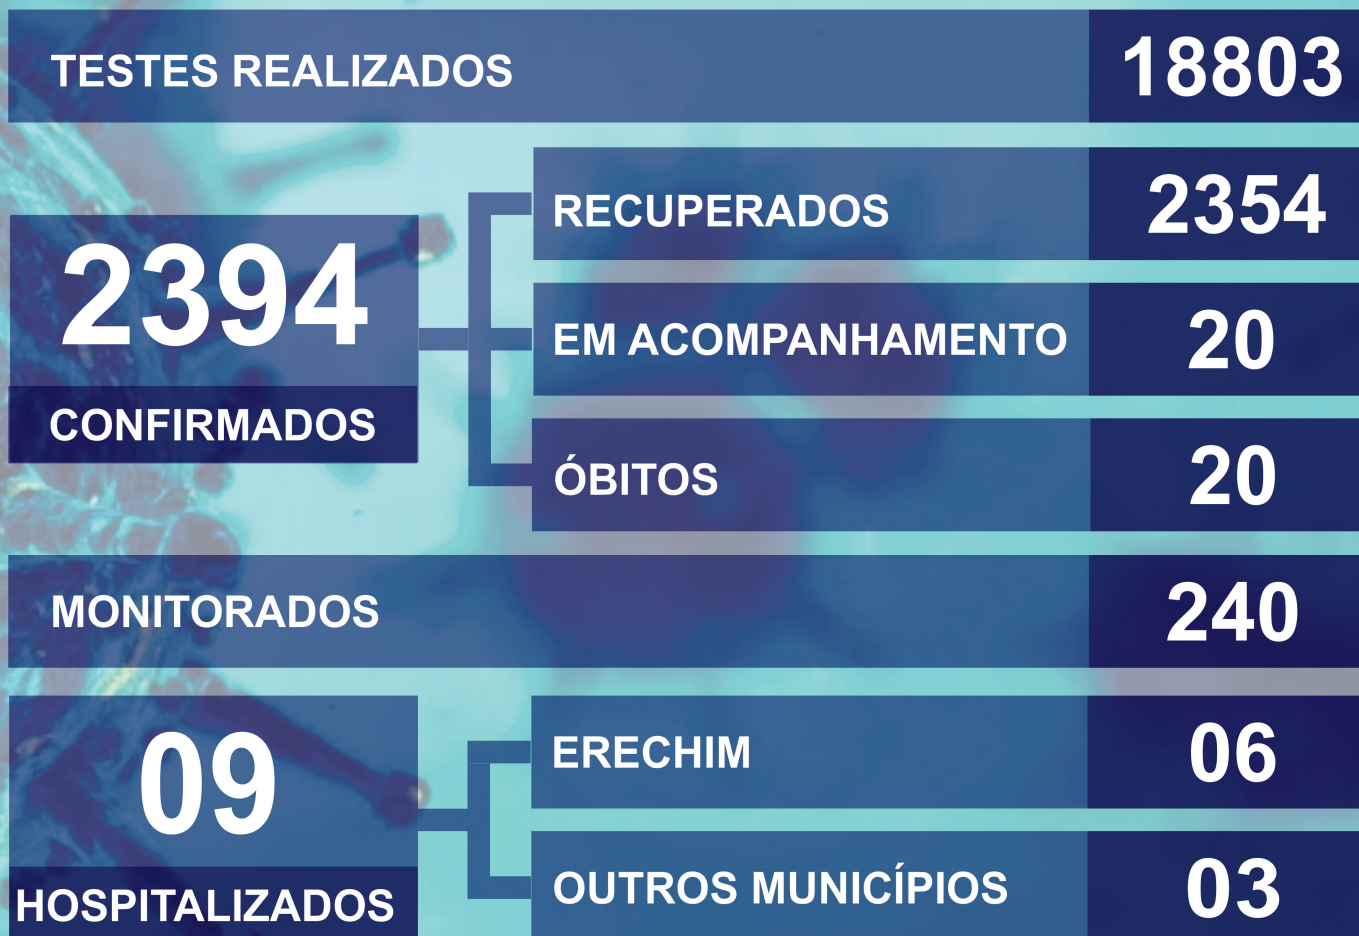 TESTES REALIZADOS 18803
2394
CONFIRMADOS
RECUPERADOS 2354
EM ACOMPANHAMENTO 20
ÓBITOS 20
MONITORADOS 240
09
HOSPITALIZADOS
ERECHIM 06
OUTROS MUNICÍPIOS 03